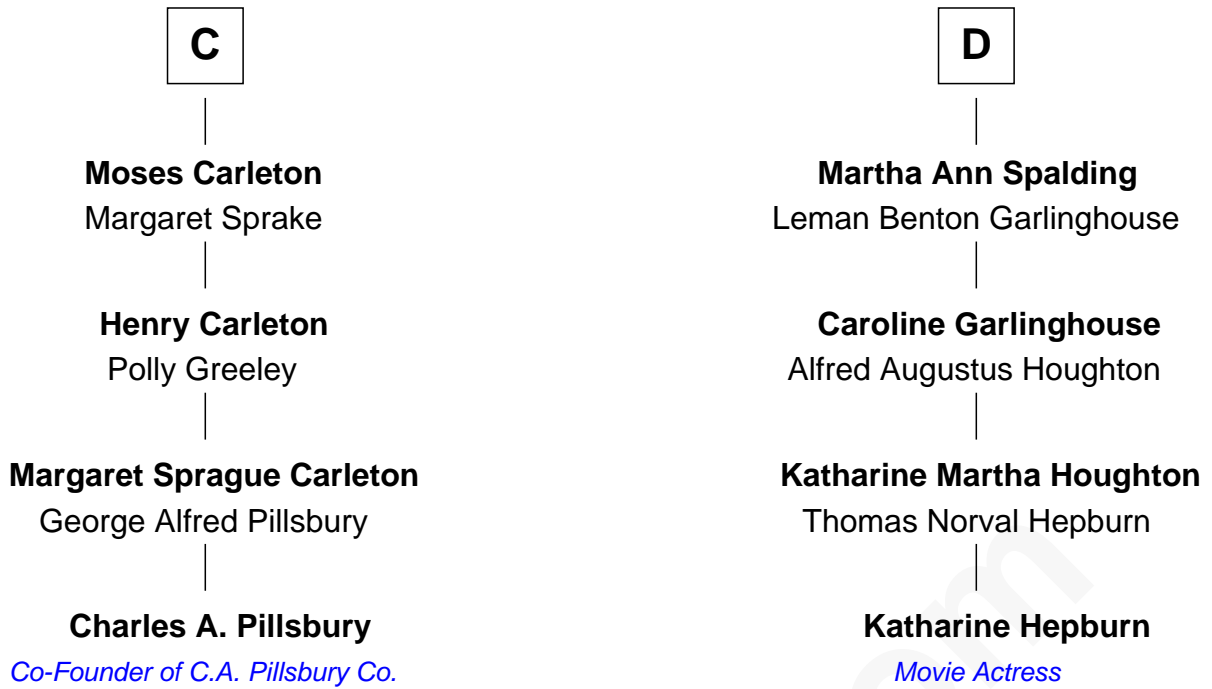 C
Moses Carleton
Margaret Sprake
Henry Carleton
Polly Greeley
Margaret Sprague Carleton
George Alfred Pillsbury
Charles A. Pillsbury
Co-Founder of C.A. Pillsbury Co.
D
Martha Ann Spalding
Leman Benton Garlinghouse
Caroline Garlinghouse
Alfred Augustus Houghton
Katharine Martha Houghton
Thomas Norval Hepburn
Katharine Hepburn
Movie Actress